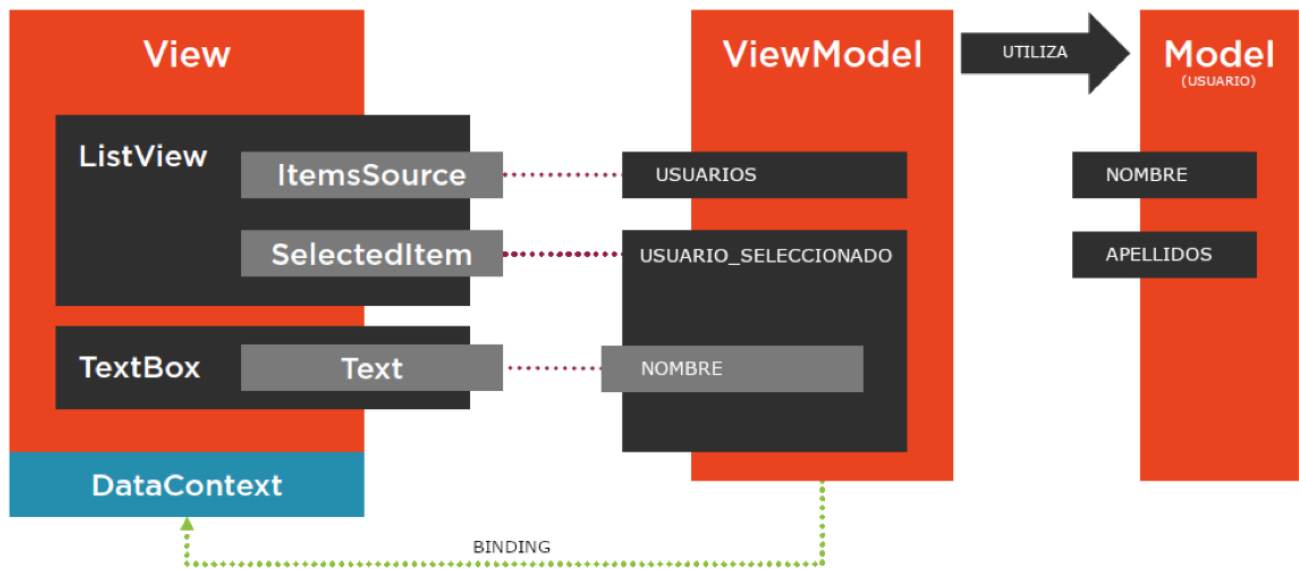 View
ListView
ItemsSource
SelectedItem
TextBox
Text
DataContext
ViewModel
USUARIOS
USUARIO_SELECCIONADO
NOMBRE
UTILIZA
Model
(USUARIO)
NOMBRE
APELLIDOS
BINDING